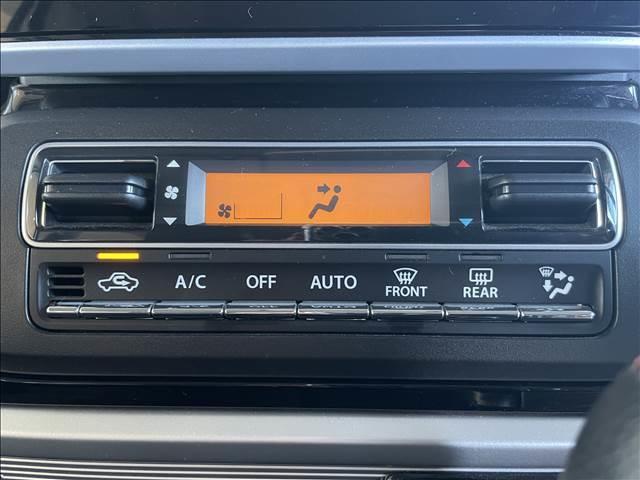 A/C OFF AUTO FRONT REAR